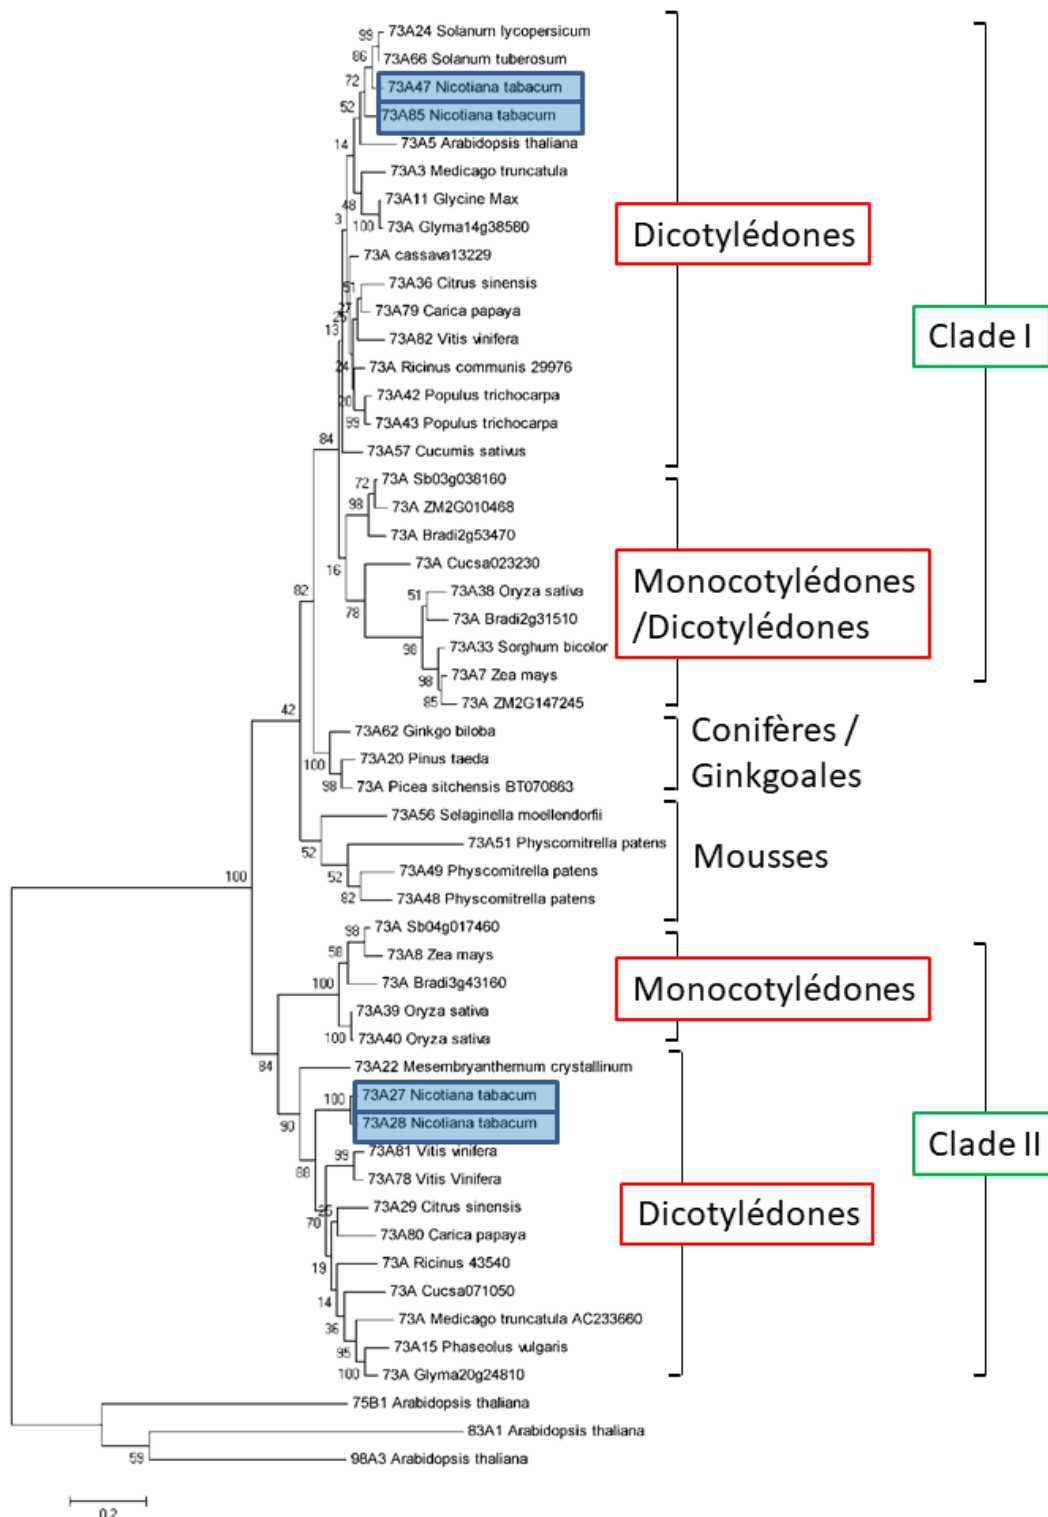 73A24 Solanum lycopersicum
99
86
73A66 Solanum tuberosum
72
73A47 Nicotiana tabacum
52
73A85 Nicotiana tabacum
14
73A5 Arabidopsis thaliana
73A3 Medicago truncatula
73A11 Glycine Max
48
3
100
73A Glyma14g38580
Dicotylédones
73A cassava13229
51
73A36 Citrus sinensis
27
73A79 Carica papaya
13
73A82 Vitis vinifera
Clade I
24
73A Ricinus communis 29976
73A42 Populus trichocarpa
20
99
73A43 Populus trichocarpa
84
73A57 Cucumis sativus
73A Sb03g038160
72
98
73A ZM2G010468
73A Bradi2g53470
16
73A Cucsa023230
82
51
73A38 Oryza sativa
Monocotylédones
/Dicotylédones
78
73A Bradi2g31510
98
73A33 Sorghum bicolor
98
73A7 Zea mays
85
73A ZM2G147245
42
73A62 Ginkgo biloba
Conifères /
Ginkgoales
100
73A20 Pinus taeda
98
73A Picea sitchensis BT070863
73A56 Selaginella moellendorfii
52
73A51 Physcomitrella patens
Mousses
52
73A49 Physcomitrella patens
100
82
73A48 Physcomitrella patens
98
73A Sb04g017460
58
73A8 Zea mays
100
73A Bradi3g43160
Monocotylédones
73A39 Oryza sativa
100
73A40 Oryza sativa
84
73A22 Mesembryanthemum crystallinum
100
73A27 Nicotiana tabacum
90
73A28 Nicotiana tabacum
Clade II
99
73A81 Vitis vinifera
88
73A78 Vitis Vinifera
25
73A29 Citrus sinensis
Dicotylédones
70
73A80 Carica papaya
19
73A Ricinus 43540
14
73A Cucsa071050
36
73A Medicago truncatula AC233660
95
73A15 Phaseolus vulgaris
100
73A Glyma20g24810
75B1 Arabidopsis thaliana
83A1 Arabidopsis thaliana
59
98A3 Arabidopsis thaliana
0.2